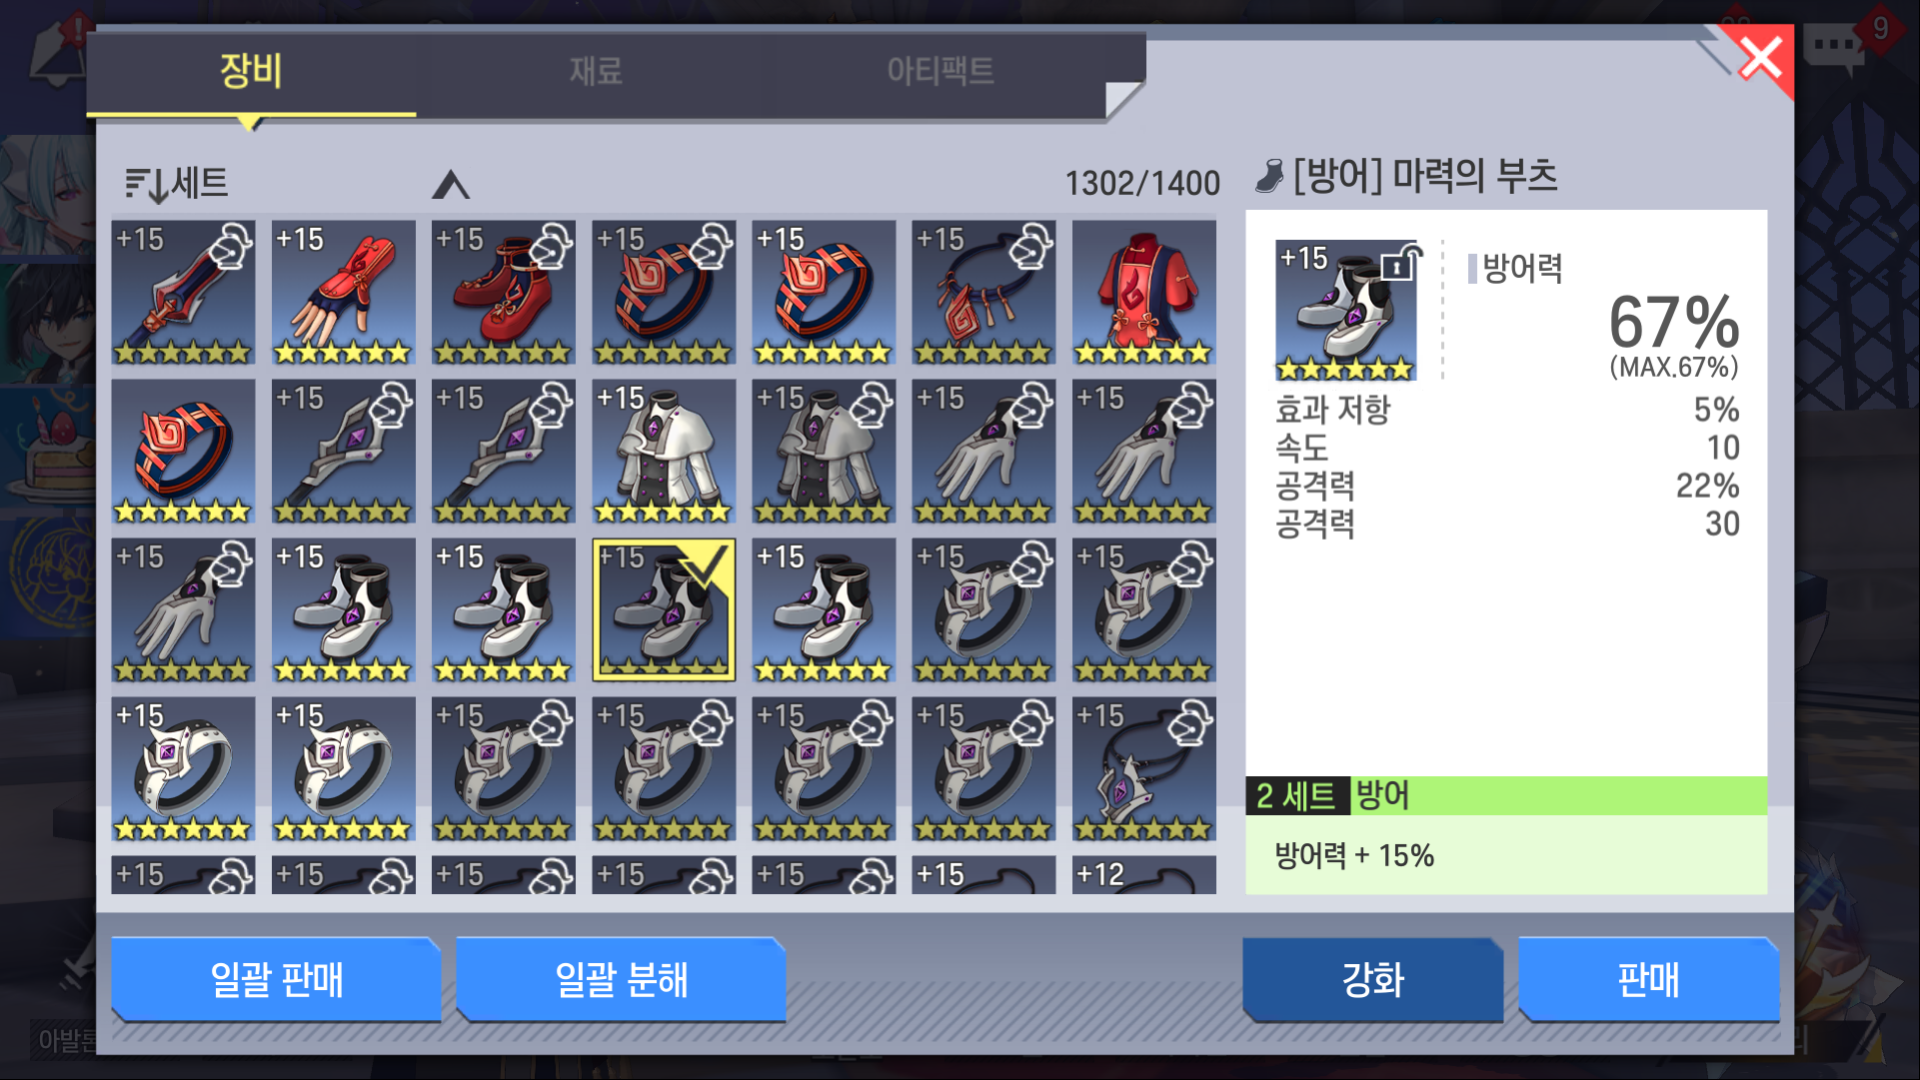 장비
재료
아티팩트
9
세트
1302/1400
[방어] 마력의 부츠
+15 +15 +15 +15 +15 +15
+15 +15 +15 +15 +15 +15
+15 +15 +15 +15 +15 +15 +15
+15 +15 +15 +15 +15 +15 +15
+15 +15 +15 +15 +15 +15 +12
+15
방어력
67%
(MAX.67%)
효과 저항 5%
속도 10
공격력 22%
공격력 30
2 세트 방어
방어력 + 15%
일괄 판매
일괄 분해
강화
판매
아발론